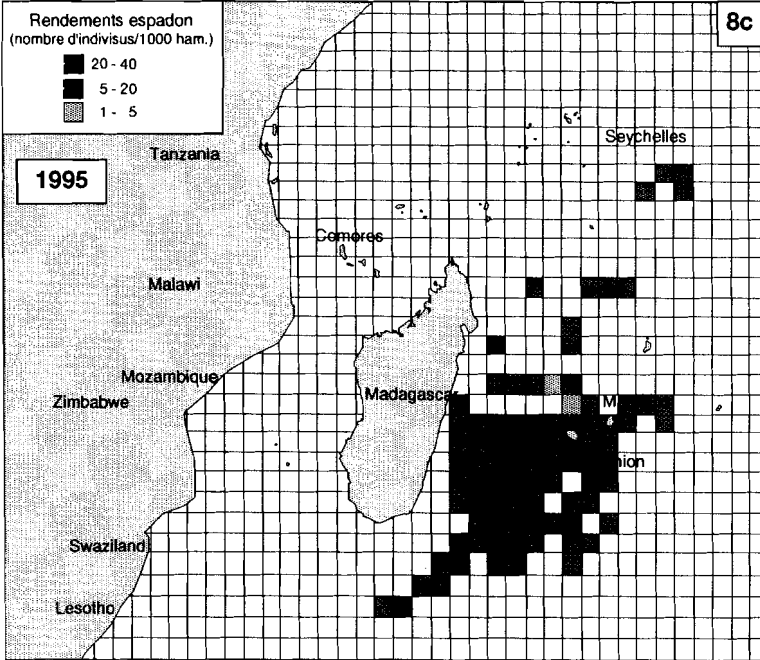 Rendements espadon
(nombre d'indivisus/1000 ham.)
20 - 40
5 - 20
1 - 5
8c
1995
Seychelles
Tanzania
Comores
Malawi
Mozambique
Zimbabwe
Madagascar
M
nion
Swaziland
Lesotho